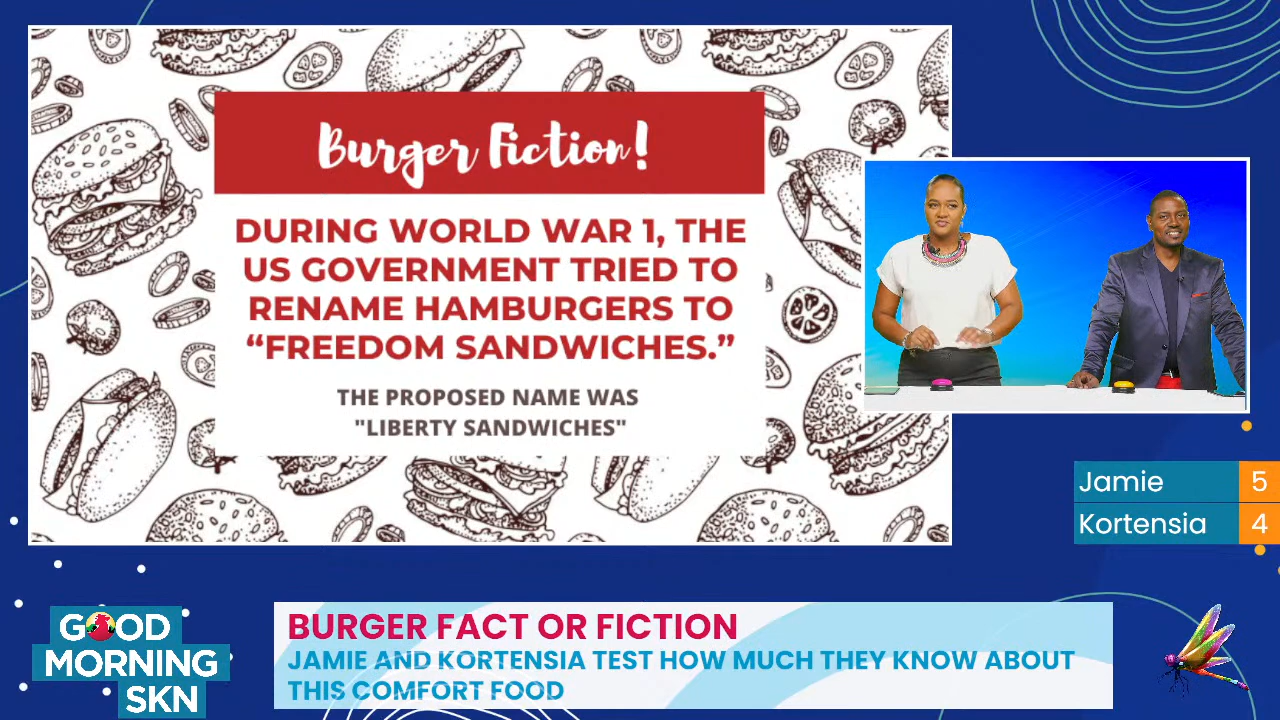 Burger Fiction!
DURING WORLD WAR 1, THE
US GOVERNMENT TRIED TO
RENAME HAMBURGERS TO
“FREEDOM SANDWICHES.”
THE PROPOSED NAME WAS
"LIBERTY SANDWICHES"
Jamie 5
Kortensia 4
GOOD
MORNING
SKN
BURGER FACT OR FICTION
JAMIE AND KORTENSIA TEST HOW MUCH THEY KNOW ABOUT
THIS COMFORT FOOD